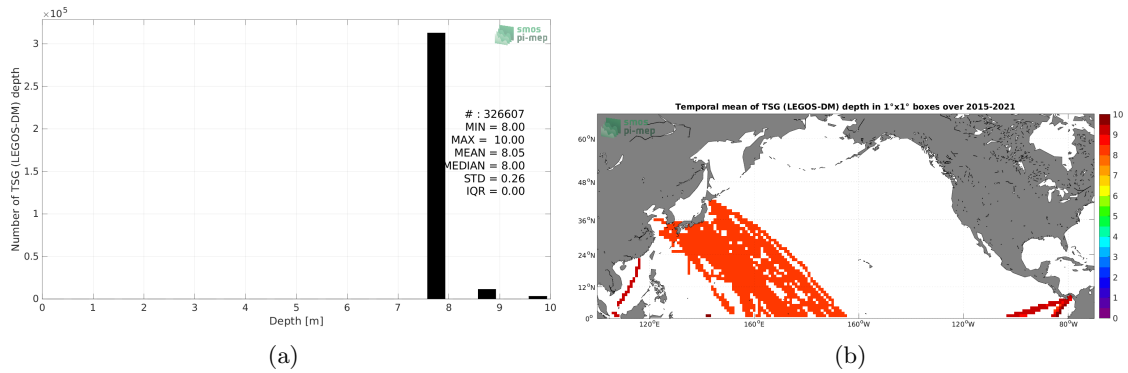 ×10⁵
smos
pi-mep
3
2.5
2
1.5
1
0.5
0
Number of TSG (LEGOS-DM) depth
# : 326607
MIN = 8.00
MAX = 10.00
MEAN = 8.05
MEDIAN = 8.00
STD = 0.26
IQR = 0.00
0 1 2 3 4 5 6 7 8 9 10
Depth [m]
(a)
Temporal mean of TSG (LEGOS-DM) depth in 1°x1° boxes over 2015-2021
smos
pi-mep
60°N
48°N
36°N
24°N
12°N
0°
120°E 160°E 160°W 120°W 80°W
10
9
8
7
6
5
4
3
2
1
0
(b)